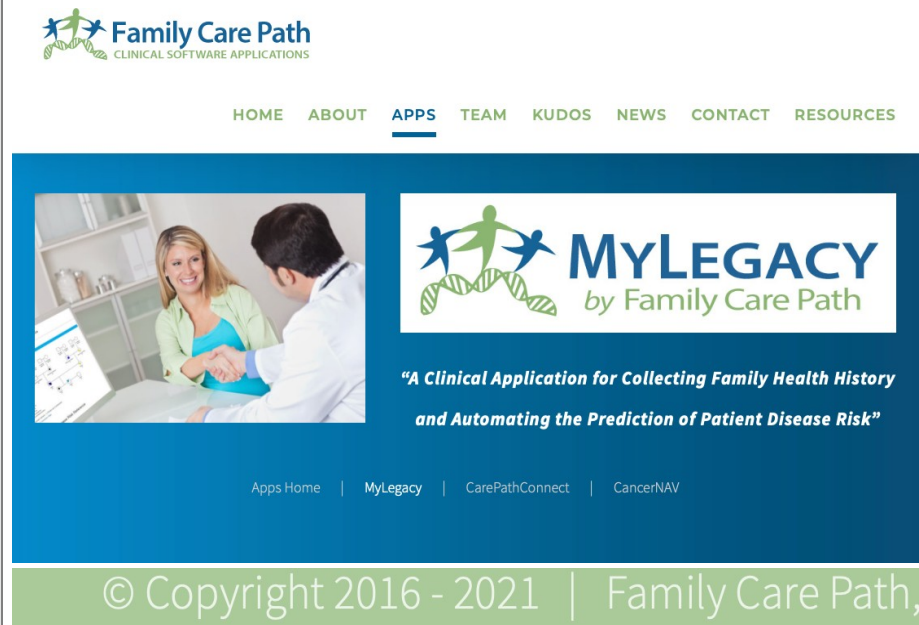 Family Care Path
CLINICAL SOFTWARE APPLICATIONS
HOME ABOUT APPS TEAM KUDOS NEWS CONTACT RESOURCES
MYLEGACY
by Family Care Path
“A Clinical Application for Collecting Family Health History
and Automating the Prediction of Patient Disease Risk”
Apps Home | MyLegacy | CarePathConnect | CancerNAV
© Copyright 2016 - 2021 | Family Care Path,